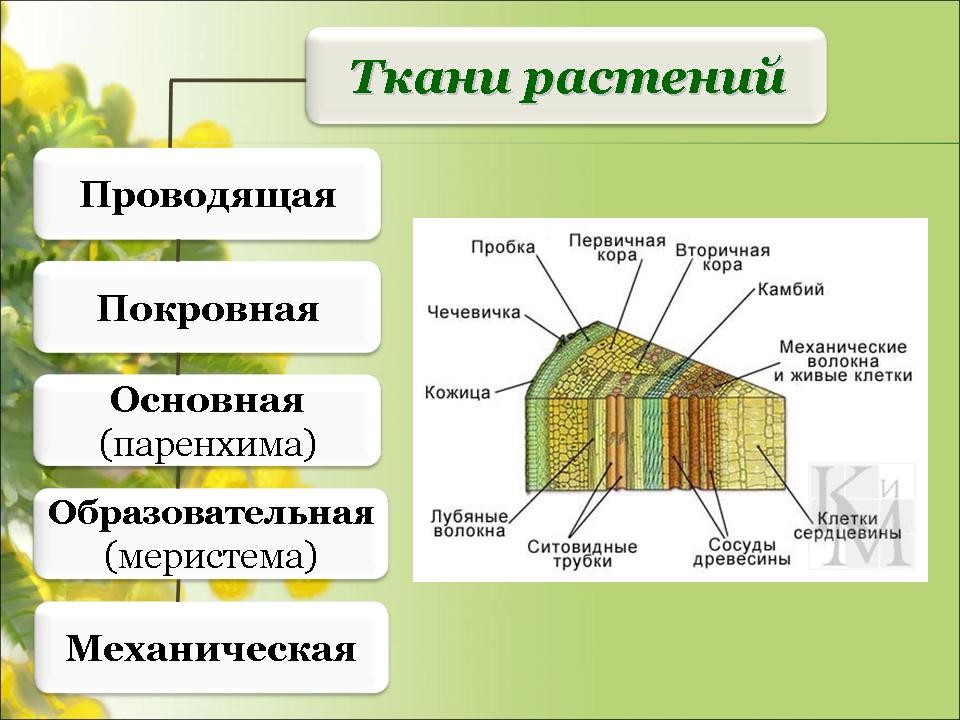 Ткани растений
Проводящая
Покровная
Основная
(паренхима)
Образовательная
(меристема)
Механическая
Пробка
Первичная
кора
Вторичная
кора
Камбий
Чечевичка
Механические
волокна
и живые клетки
Кожица
Лубяные
волокна
Ситовидные
трубки
Сосуды
древесины
Клетки
сердцевины
К и М